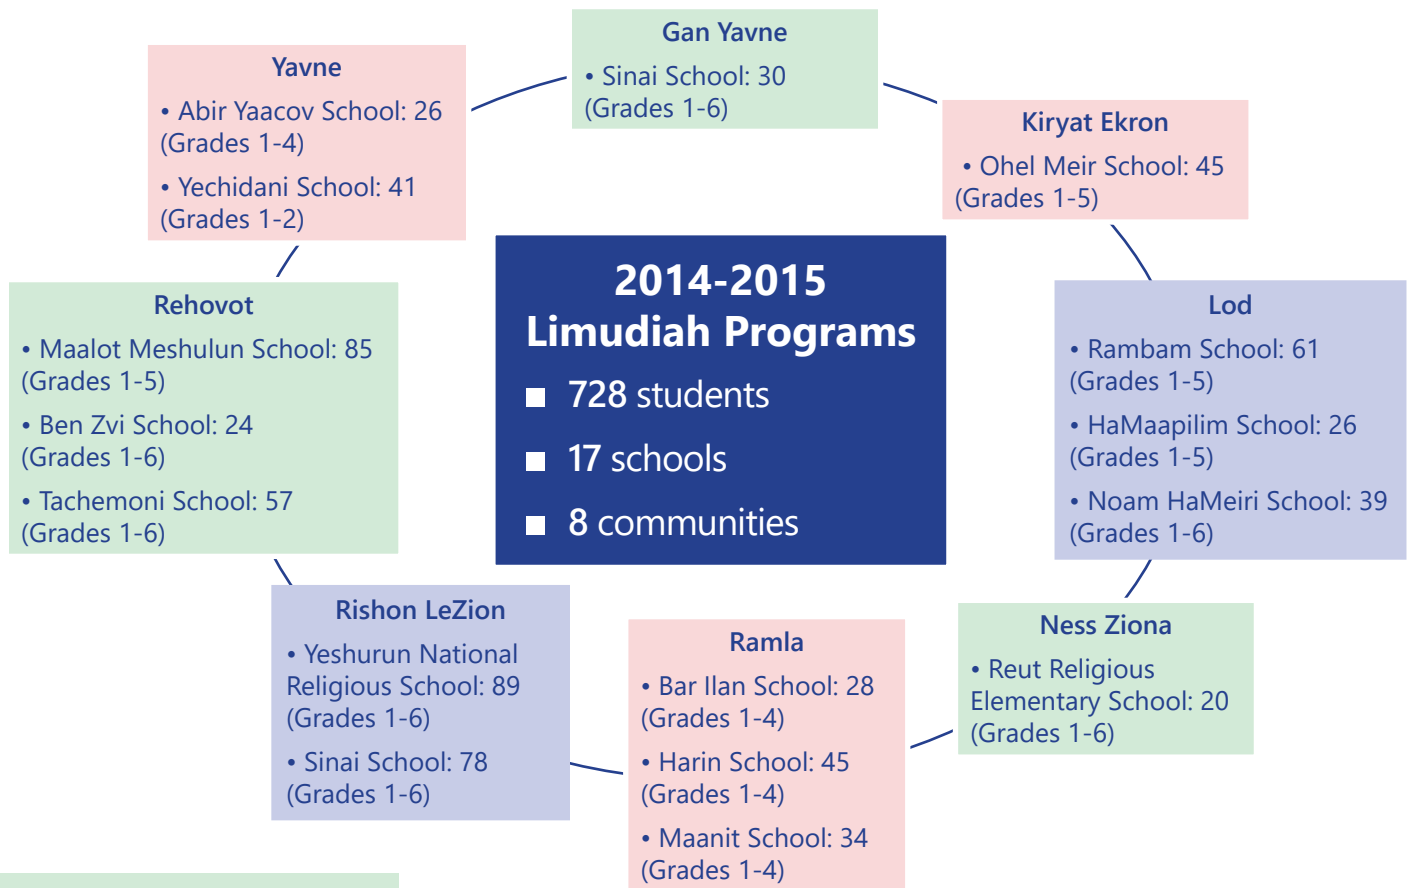 Gan Yavne
• Sinai School: 30
(Grades 1-6)
Yavne
• Abir Yaacov School: 26
(Grades 1-4)
• Yechidani School: 41
(Grades 1-2)
Kiryat Ekron
• Ohel Meir School: 45
(Grades 1-5)
2014-2015
Limudiah Programs
■ 728 students
■ 17 schools
■ 8 communities
Rehovot
• Maalot Meshulun School: 85
(Grades 1-5)
• Ben Zvi School: 24
(Grades 1-6)
• Tachemoni School: 57
(Grades 1-6)
Lod
• Rambam School: 61
(Grades 1-5)
• HaMaapilim School: 26
(Grades 1-5)
• Noam HaMeiri School: 39
(Grades 1-6)
Rishon LeZion
• Yeshurun National
Religious School: 89
(Grades 1-6)
• Sinai School: 78
(Grades 1-6)
Ramla
• Bar Ilan School: 28
(Grades 1-4)
• Harin School: 45
(Grades 1-4)
• Maanit School: 34
(Grades 1-4)
Ness Ziona
• Reut Religious
Elementary School: 20
(Grades 1-6)